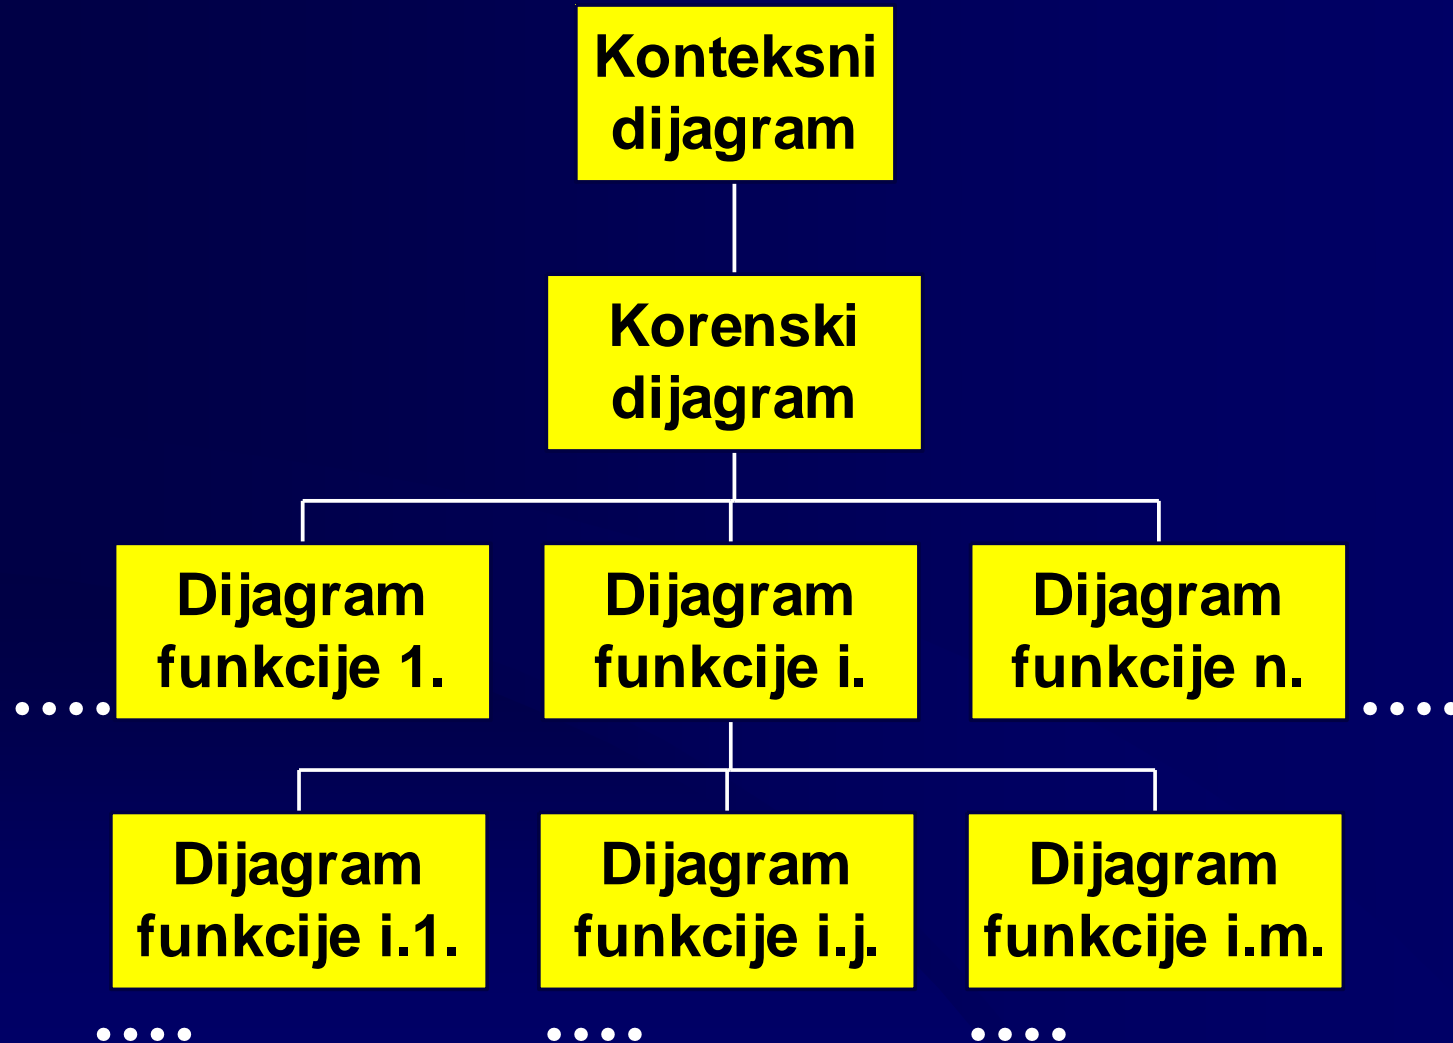 Konteksni
dijagram
Korenski
dijagram
Dijagram
funkcije 1.
Dijagram
funkcije i.
Dijagram
funkcije n.
....
....
Dijagram
funkcije i.1.
Dijagram
funkcije i.j.
Dijagram
funkcije i.m.
....
....
....